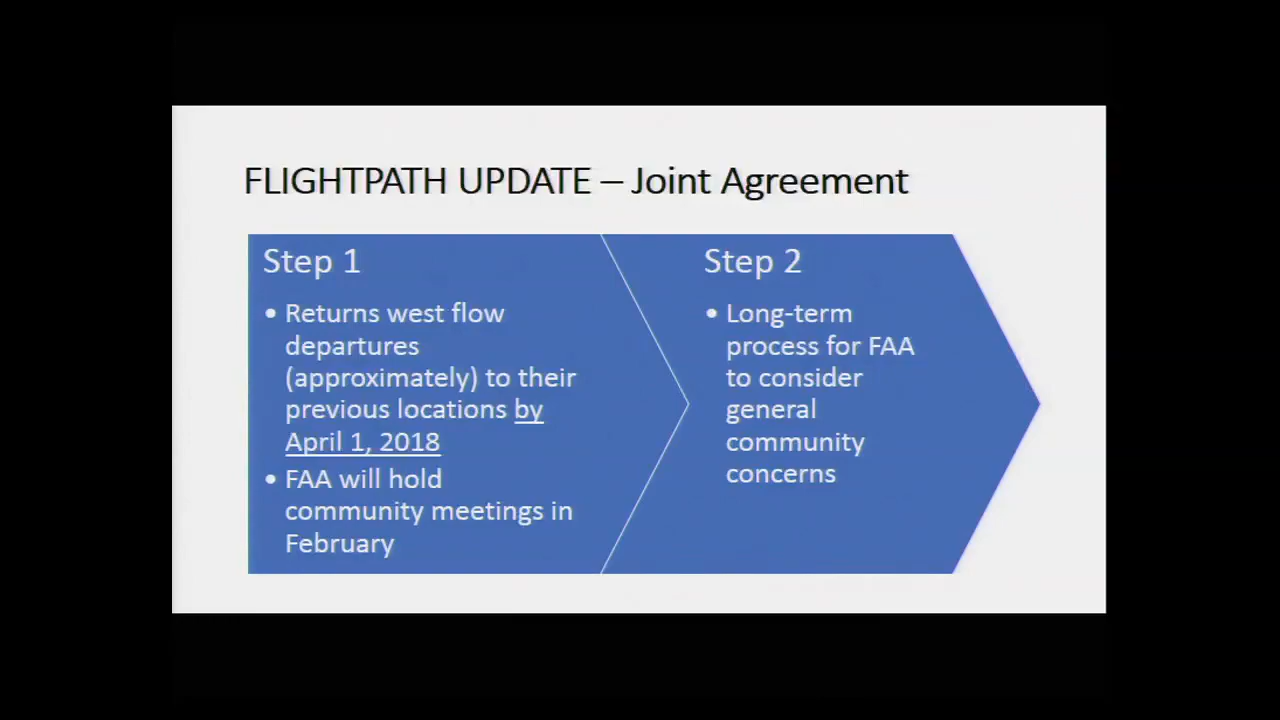 FLIGHTPATH UPDATE – Joint Agreement
Step 1
• Returns west flow
departures
(approximately) to their
previous locations by
April 1, 2018
• FAA will hold
community meetings in
February
Step 2
• Long-term
process for FAA
to consider
general
community
concerns